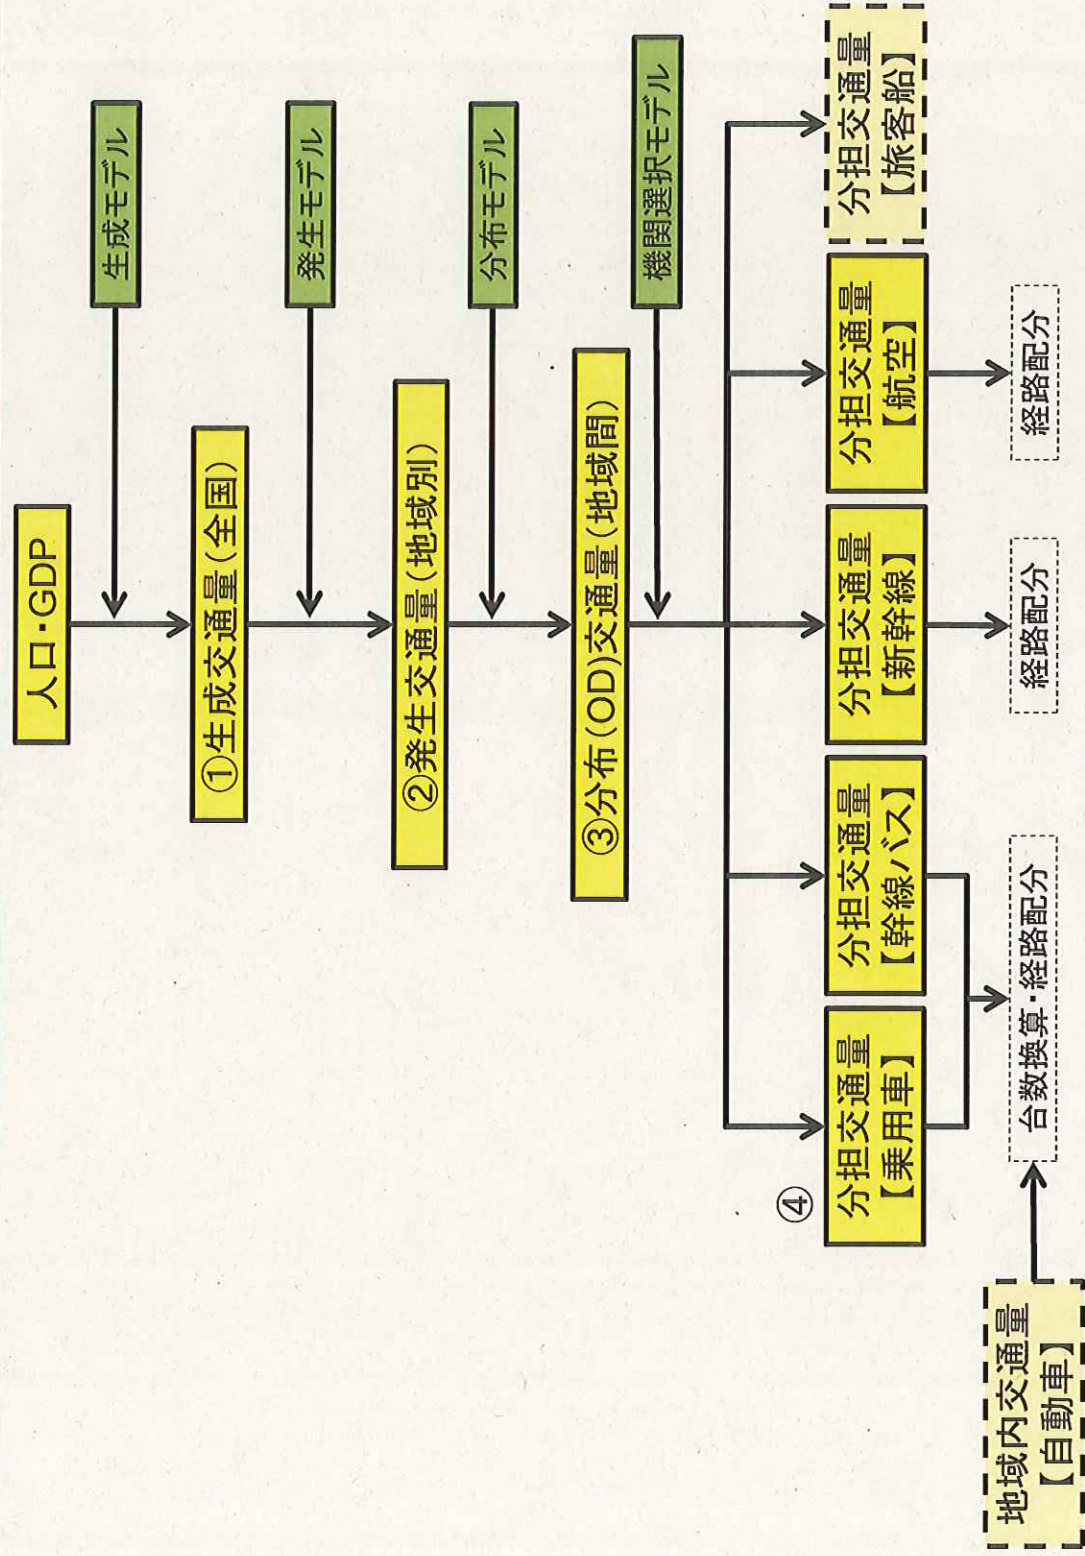 人口・GDP
生成モデル
①生成交通量(全国)
発生モデル
②発生交通量(地域別)
分布モデル
③分布(OD)交通量(地域間)
機関選択モデル
④
分担交通量
【乗用車】
分担交通量
【幹線バス】
分担交通量
【新幹線】
分担交通量
【航空】
分担交通量
【旅客船】
地域内交通量
【自動車】
台数換算・経路配分
経路配分
経路配分